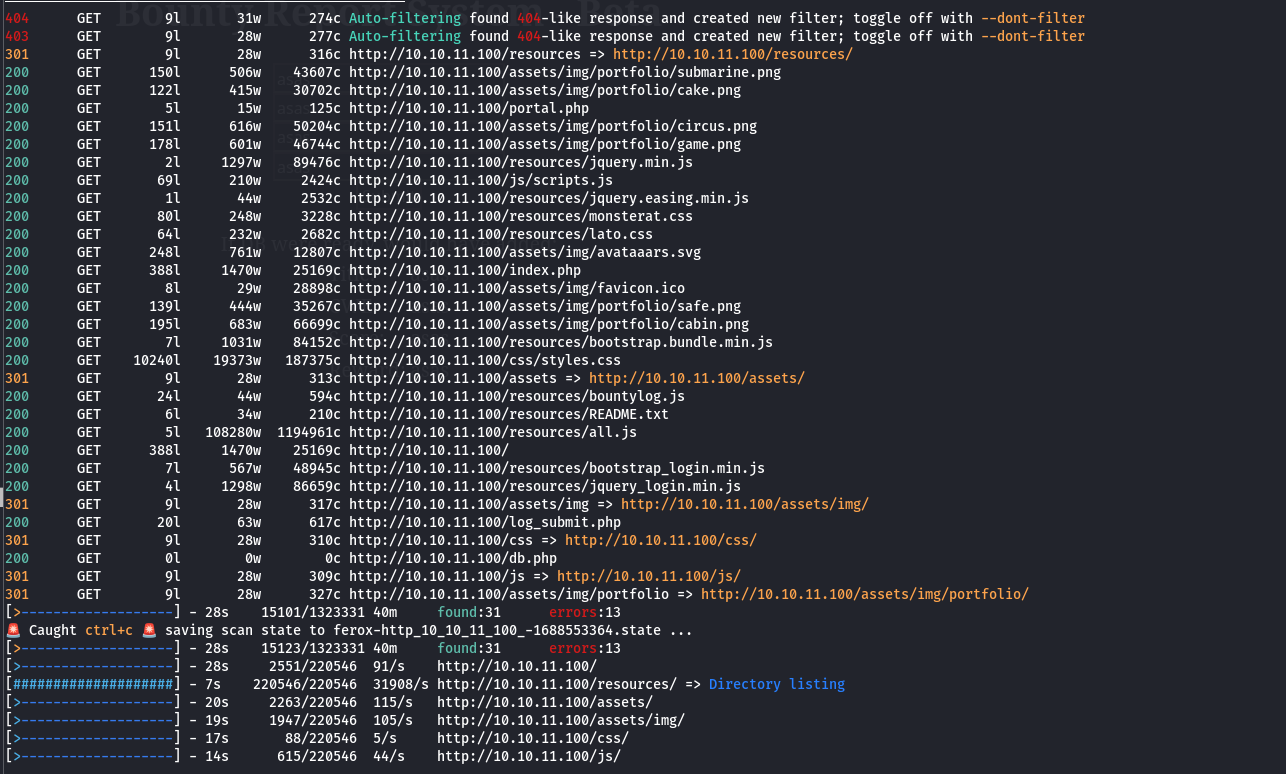 Bounty Report System - Beta
404 GET 9l 31w 274c Auto-filtering found 404-like response and created new filter; toggle off with --dont-filter
403 GET 9l 28w 277c Auto-filtering found 404-like response and created new filter; toggle off with --dont-filter
301 GET 9l 28w 316c http://10.10.11.100/resources => http://10.10.11.100/resources/
200 GET 150l 506w 43607c http://10.10.11.100/assets/img/portfolio/submarine.png
200 GET 122l 415w 30702c http://10.10.11.100/assets/img/portfolio/cake.png
200 GET 5l 15w 125c http://10.10.11.100/portal.php
200 GET 151l 616w 50204c http://10.10.11.100/assets/img/portfolio/circus.png
200 GET 178l 601w 46744c http://10.10.11.100/assets/img/portfolio/game.png
200 GET 2l 1297w 89476c http://10.10.11.100/resources/jquery.min.js
200 GET 69l 210w 2424c http://10.10.11.100/js/scripts.js
200 GET 1l 44w 2532c http://10.10.11.100/resources/jquery.easing.min.js
200 GET 80l 248w 3228c http://10.10.11.100/resources/monsterat.css
200 GET 64l 232w 2682c http://10.10.11.100/resources/lato.css
200 GET 248l 761w 12807c http://10.10.11.100/assets/img/avataaars.svg
200 GET 388l 1470w 25169c http://10.10.11.100/index.php
200 GET 8l 29w 28898c http://10.10.11.100/assets/img/favicon.ico
200 GET 139l 444w 35267c http://10.10.11.100/assets/img/portfolio/safe.png
200 GET 195l 683w 66699c http://10.10.11.100/assets/img/portfolio/cabin.png
200 GET 7l 1031w 84152c http://10.10.11.100/resources/bootstrap.bundle.min.js
200 GET 10240l 19373w 187375c http://10.10.11.100/css/styles.css
301 GET 9l 28w 313c http://10.10.11.100/assets => http://10.10.11.100/assets/
200 GET 24l 44w 594c http://10.10.11.100/resources/bountylog.js
200 GET 6l 34w 210c http://10.10.11.100/resources/README.txt
200 GET 5l 108280w 1194961c http://10.10.11.100/resources/all.js
200 GET 388l 1470w 25169c http://10.10.11.100/
200 GET 7l 567w 48945c http://10.10.11.100/resources/bootstrap_login.min.js
200 GET 4l 1298w 86659c http://10.10.11.100/resources/jquery_login.min.js
301 GET 9l 28w 317c http://10.10.11.100/assets/img => http://10.10.11.100/assets/img/
200 GET 20l 63w 617c http://10.10.11.100/log_submit.php
301 GET 9l 28w 310c http://10.10.11.100/css => http://10.10.11.100/css/
200 GET 0l 0w 0c http://10.10.11.100/db.php
301 GET 9l 28w 309c http://10.10.11.100/js => http://10.10.11.100/js/
301 GET 9l 28w 327c http://10.10.11.100/assets/img/portfolio => http://10.10.11.100/assets/img/portfolio/
[>-------------------] - 28s 15101/1323331 40m found:31 errors:13
🚨 Caught ctrl+c 🚨 saving scan state to ferox-http_10_10_11_100_-1688553364.state ...
[>-------------------] - 28s 15123/1323331 40m found:31 errors:13
[>-------------------] - 28s 2551/220546 91/s http://10.10.11.100/
[####################] - 7s 220546/220546 31908/s http://10.10.11.100/resources/ => Directory listing
[>-------------------] - 20s 2263/220546 115/s http://10.10.11.100/assets/
[>-------------------] - 19s 1947/220546 105/s http://10.10.11.100/assets/img/
[>-------------------] - 17s 88/220546 5/s http://10.10.11.100/css/
[>-------------------] - 14s 615/220546 44/s http://10.10.11.100/js/